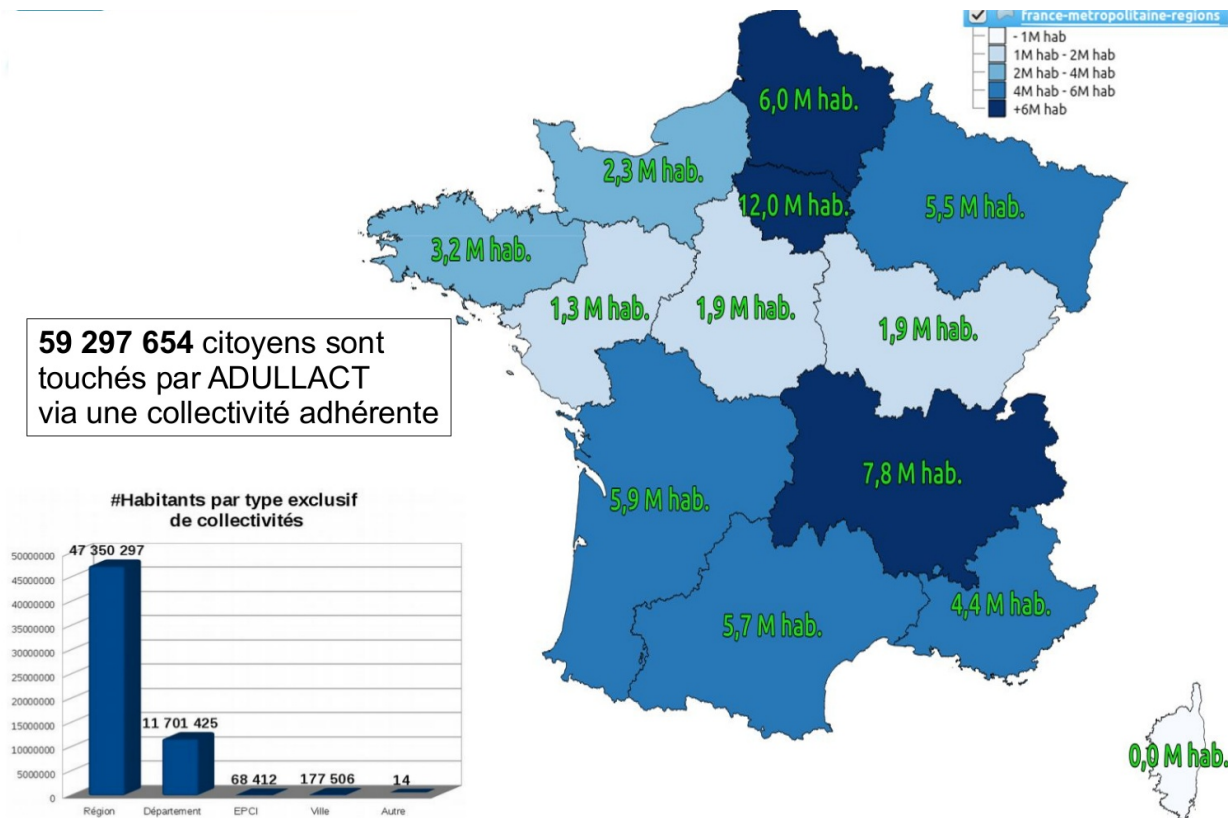 france-metropolitaine-regions
- 1M hab
1M hab - 2M hab
2M hab - 4M hab
4M hab - 6M hab
+6M hab
6,0 M hab.
2,3 M hab.
12,0 M hab.
5,5 M hab.
3,2 M hab.
1,3 M hab.
1,9 M hab.
1,9 M hab.
59 297 654 citoyens sont
touchés par ADULLACT
via une collectivité adhérente
7,8 M hab.
5,9 M hab.
4,4 M hab.
5,7 M hab.
0,0 M hab.
#Habitants par type exclusif
de collectivités
50000000
45000000
40000000
35000000
30000000
25000000
20000000
15000000
10000000
5000000
0
47 350 297
11 701 425
68 412
177 506
14
Région
Département
EPCI
Ville
Autre